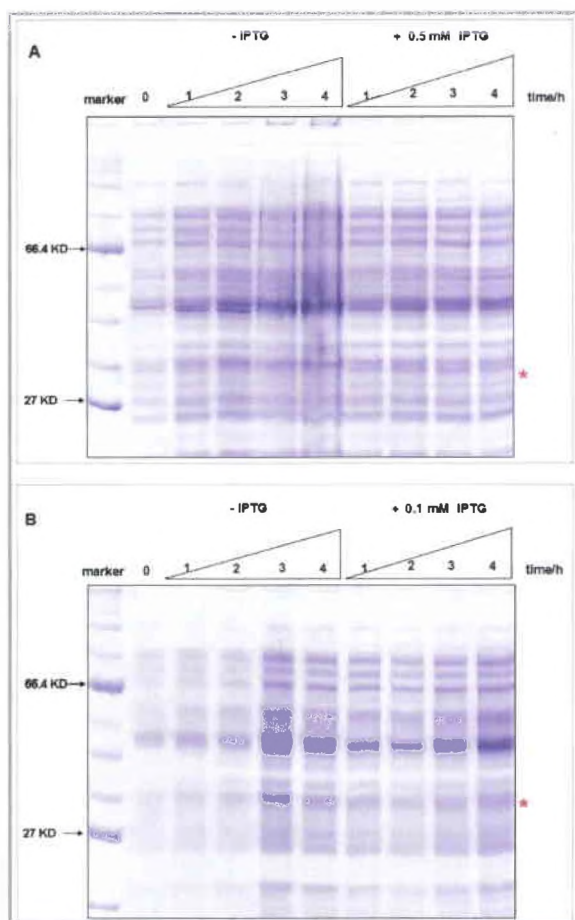 A
- IPTG + 0.5 mM IPTG
marker 0 1 2 3 4 1 2 3 4 time/h
66.4 KD
*
27 KD
B
- IPTG + 0.1 mM IPTG
marker 0 1 2 3 4 1 2 3 4 time/h
66.4 KD
*
27 KD